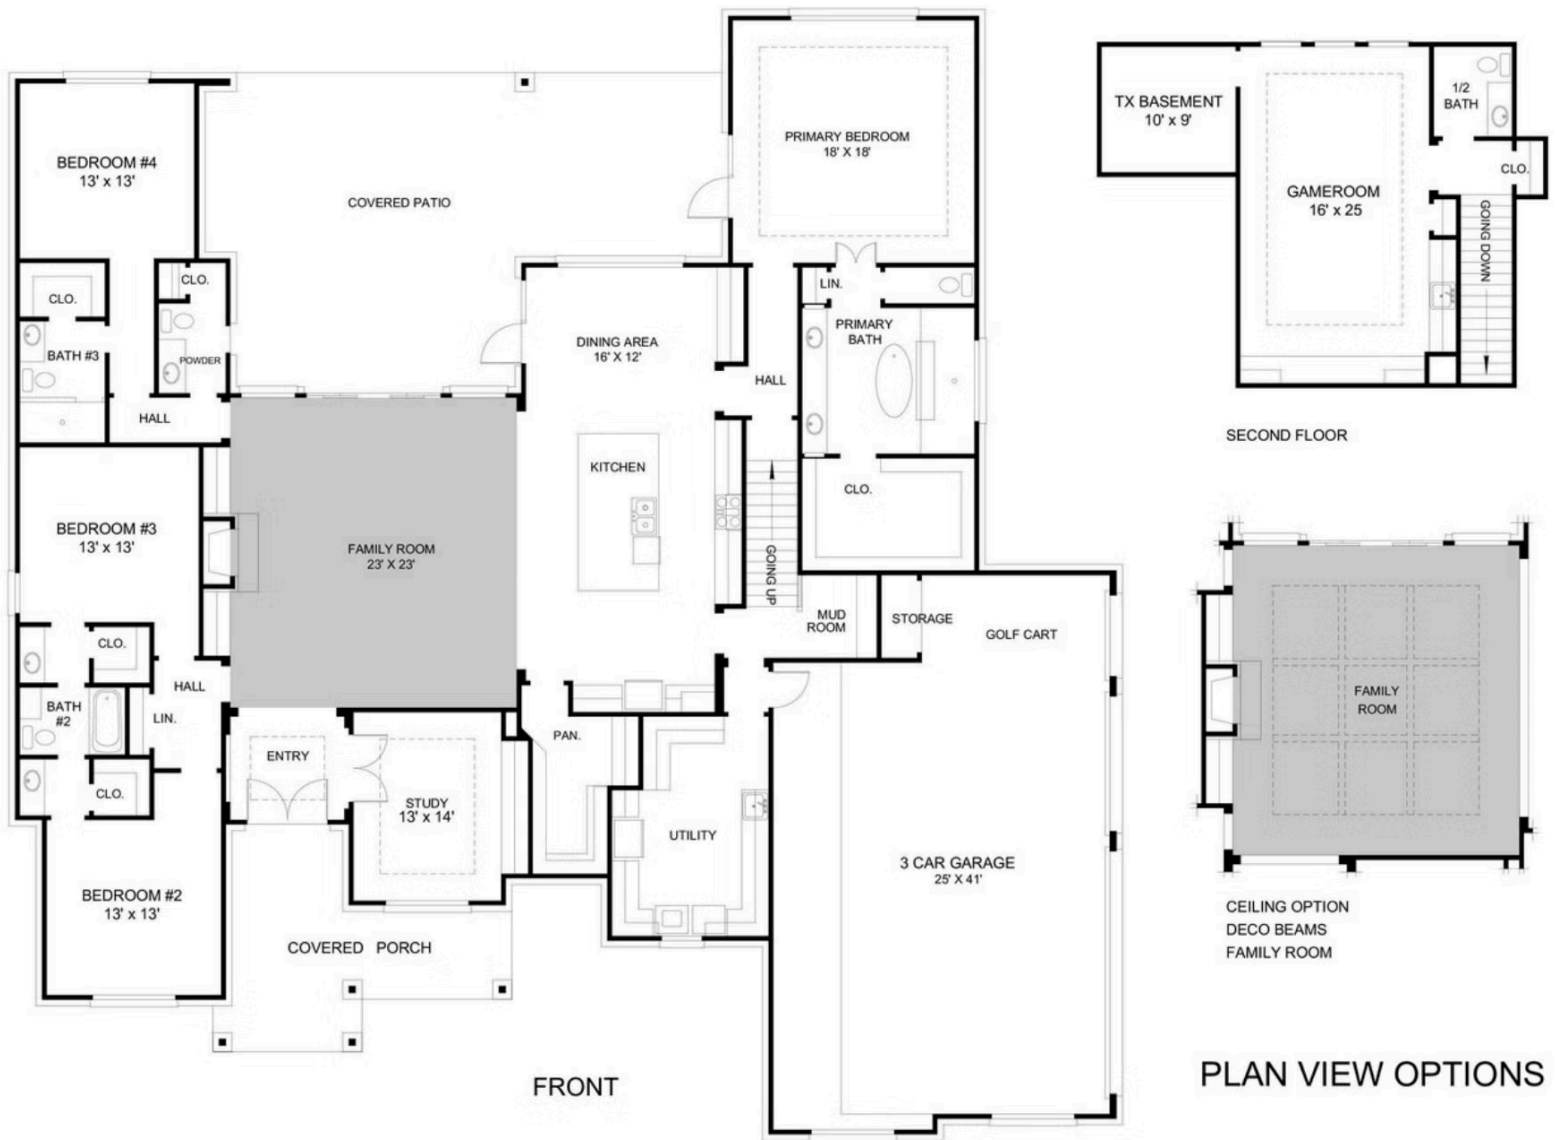 BEDROOM #4
13' x 13'
COVERED PATIO
PRIMARY BEDROOM
18' X 18'
CLO.
CLO.
BATH #3
POWDER
HALL
DINING AREA
16' X 12'
HALL
LIN.
PRIMARY
BATH
CLO.
KITCHEN
BEDROOM #3
13' x 13'
FAMILY ROOM
23' X 23'
GOING UP
MUD
ROOM
STORAGE
GOLF CART
CLO.
HALL
BATH
#2
LIN.
CLO.
ENTRY
STUDY
13' x 14'
PAN.
UTILITY
3 CAR GARAGE
25' X 41'
BEDROOM #2
13' x 13'
COVERED PORCH
FRONT
TX BASEMENT
10' x 9'
1/2
BATH
CLO.
GAMEROOM
16' x 25
GOING DOWN
SECOND FLOOR
FAMILY
ROOM
CEILING OPTION
DECO BEAMS
FAMILY ROOM
PLAN VIEW OPTIONS